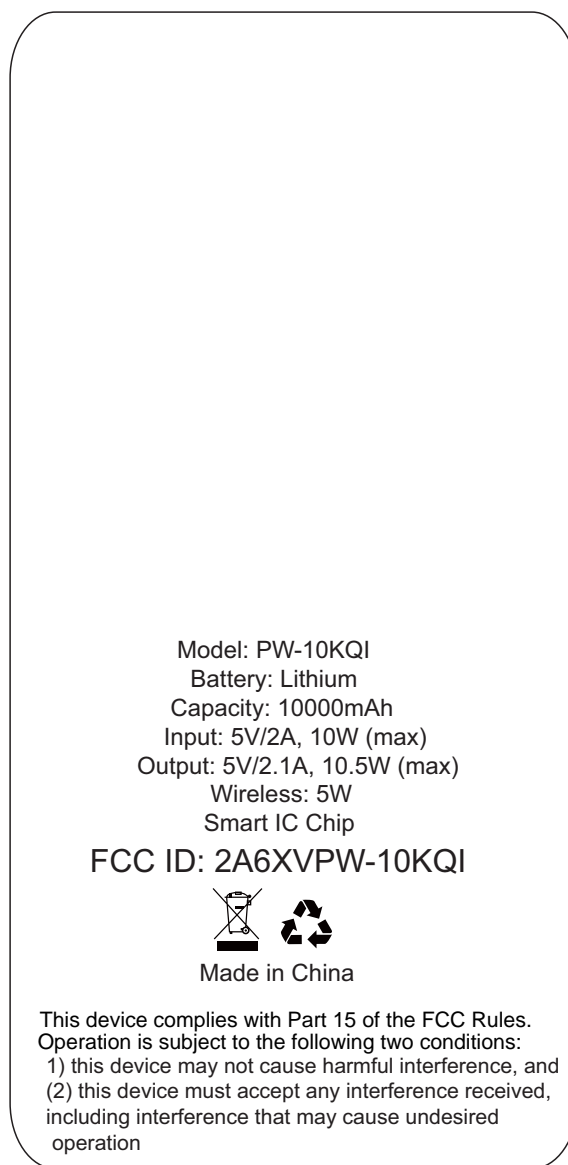 Model: PW-10KQI
Battery: Lithium
Capacity: 10000mAh
Input: 5V/2A, 10W (max)
Output: 5V/2.1A, 10.5W (max)
Wireless: 5W
Smart IC Chip
FCC ID: 2A6XVPW-10KQI
Made in China
This device complies with Part 15 of the FCC Rules.
Operation is subject to the following two conditions:
1) this device may not cause harmful interference, and
(2) this device must accept any interference received,
including interference that may cause undesired
operation